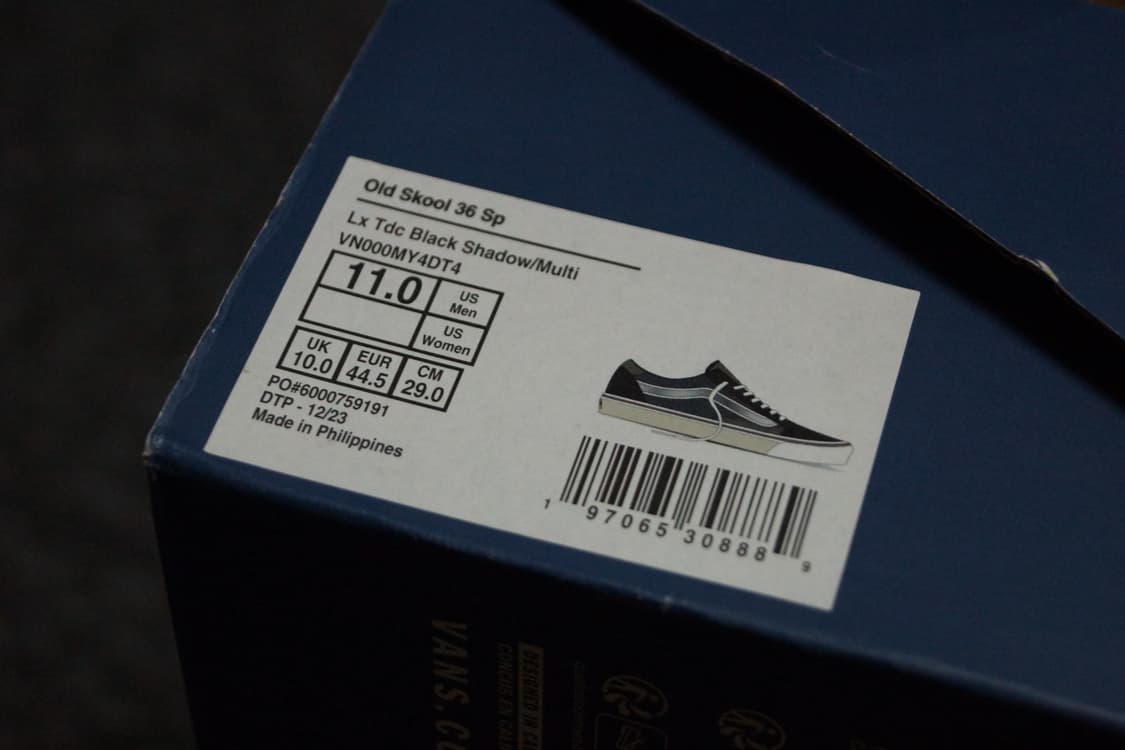 Old Skool 36 Sp
Lx Tdc Black Shadow/Multi
VN000MY4DT4
11.0 US Men
US Women
UK 10.0 EUR 44.5 CM 29.0
PO#6000759191
DTP - 12/23
Made in Philippines
1 97065 30888 9
VANS.CO